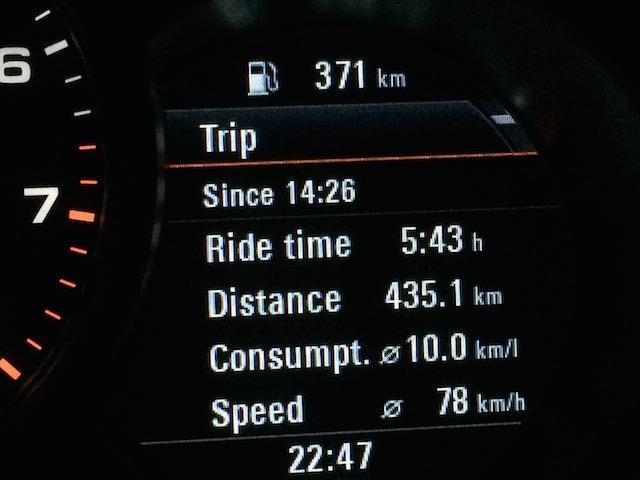 6
7
371 km
Trip
Since 14:26
Ride time 5:43 h
Distance 435.1 km
Consumpt. ⌀ 10.0 km/l
Speed ⌀ 78 km/h
22:47